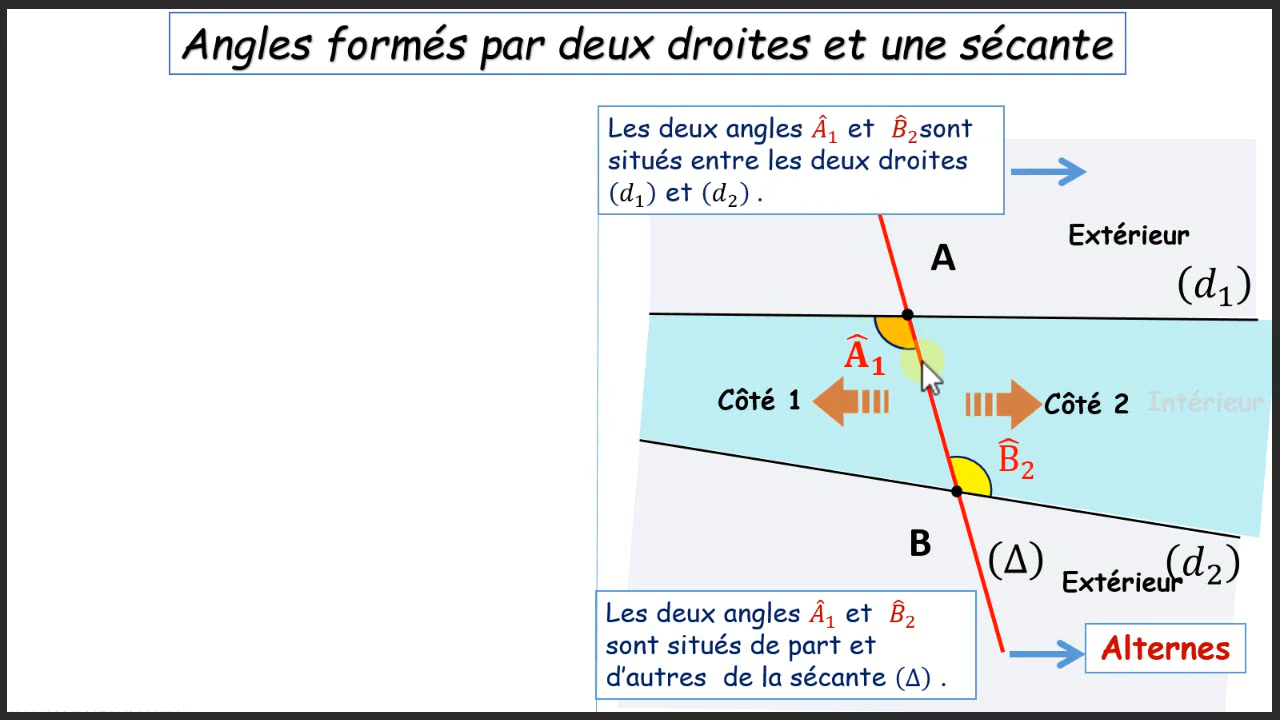 Angles formés par deux droites et une sécante
Les deux angles Â₁ et B̂₂sont
situés entre les deux droites
(d₁) et (d₂) .
Extérieur
A
(d₁)
Â₁
Côté 1
Côté 2
Intérieur
B̂₂
B
(Δ)
(d₂)
Extérieur
Les deux angles Â₁ et B̂₂
sont situés de part et
d’autres de la sécante (Δ) .
Alternes